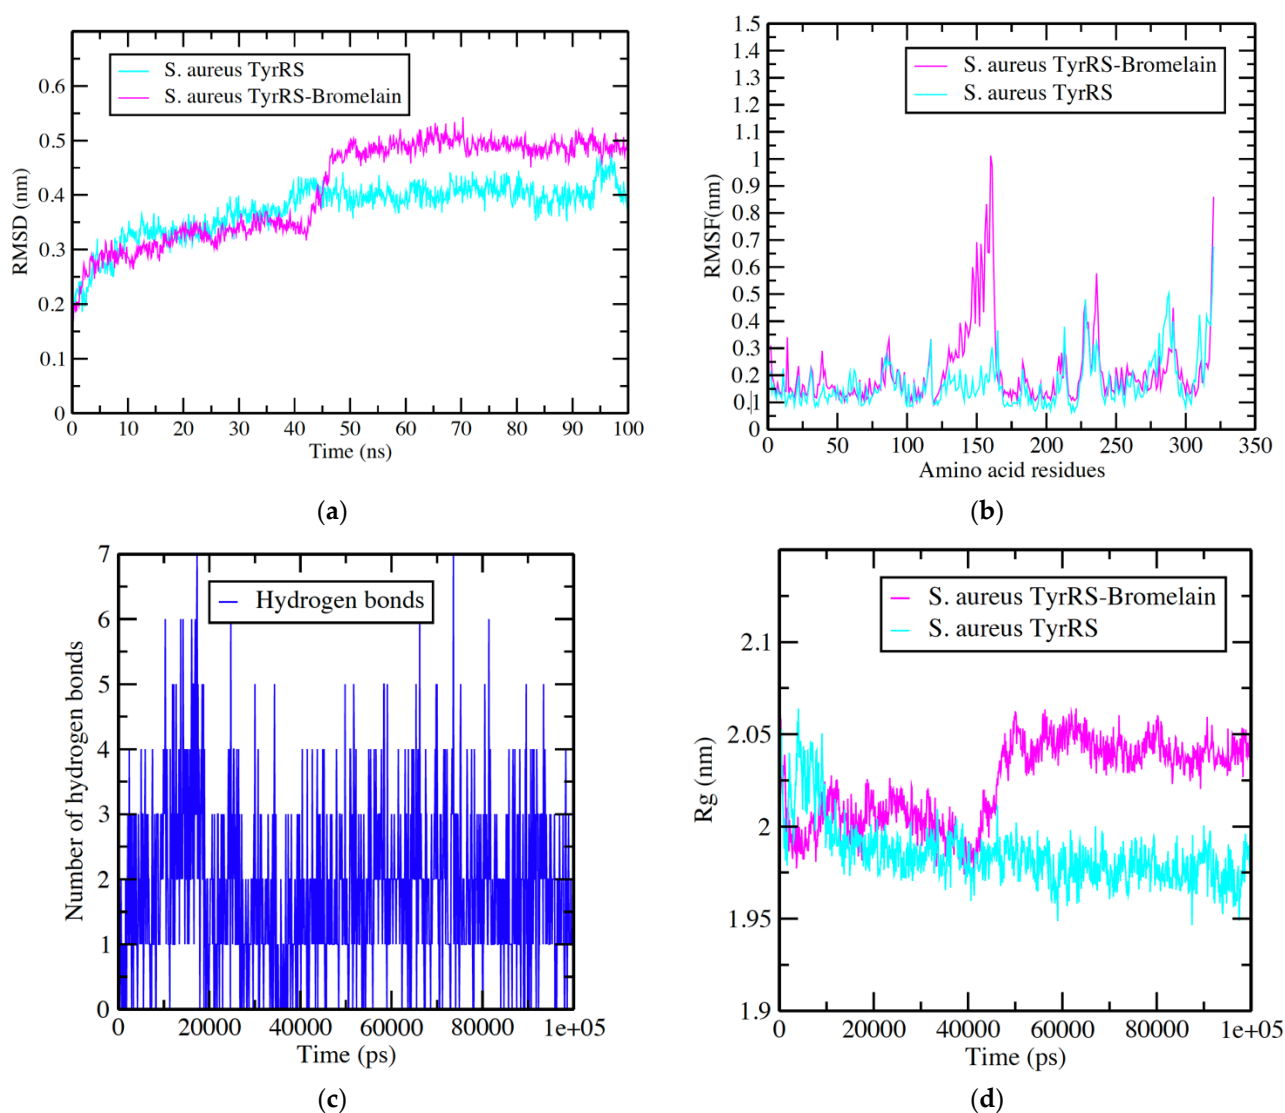 0.6
0.5
0.4
0.3
0.2
0.1
0
RMSD (nm)
S. aureus TyrRS
S. aureus TyrRS-Bromelain
0 10 20 30 40 50 60 70 80 90 100
Time (ns)
(a)
1.5
1.4
1.3
1.2
1.1
1
0.9
0.8
0.7
0.6
0.5
0.4
0.3
0.2
0.1
0
RMSF(nm)
S. aureus TyrRS-Bromelain
S. aureus TyrRS
0 50 100 150 200 250 300 350
Amino acid residues
(b)
7
6
5
4
3
2
1
0
Number of hydrogen bonds
Hydrogen bonds
0 20000 40000 60000 80000 1e+05
Time (ps)
(c)
2.1
2.05
2
1.95
1.9
Rg (nm)
S. aureus TyrRS-Bromelain
S. aureus TyrRS
0 20000 40000 60000 80000 1e+05
Time (ps)
(d)